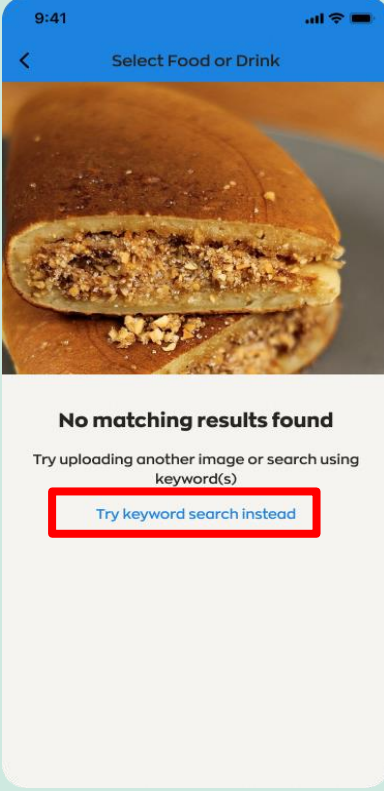 9:41
Select Food or Drink
No matching results found
Try uploading another image or search using
keyword(s)
Try keyword search instead